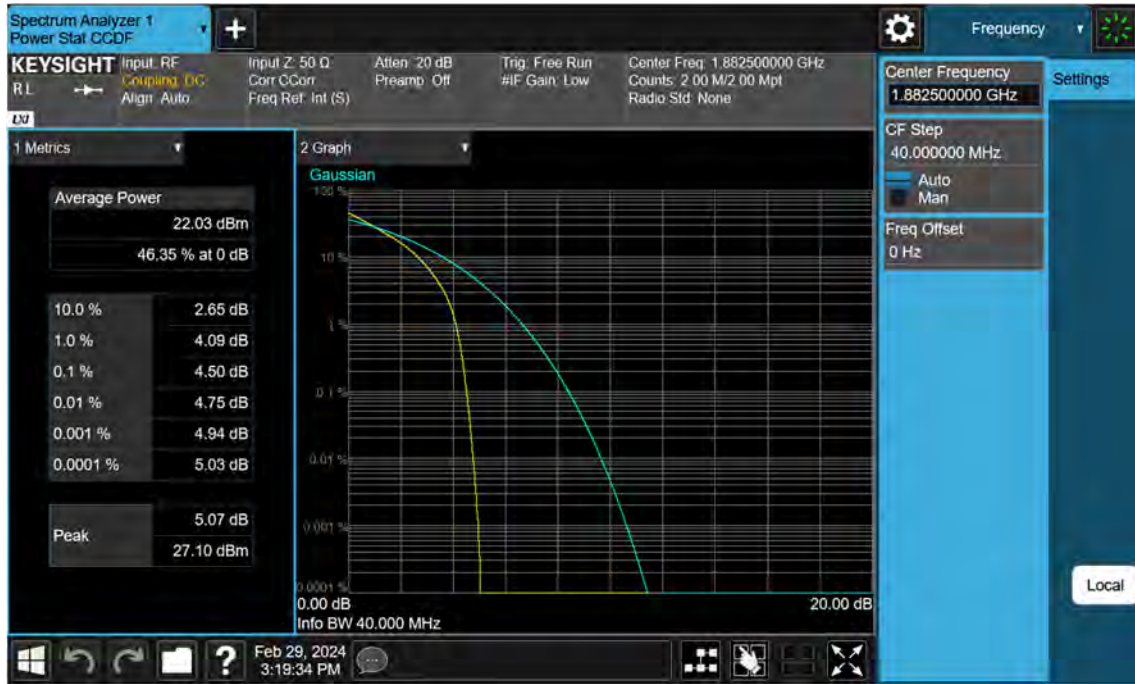 Spectrum Analyzer 1
Power Stat CCDF
Frequency
KEYSIGHT
RL
LXI
Input: RF
Coupling: DC
Align: Auto
Input Z: 50 Ω
Corr CCorr
Freq Ref: Int (S)
Atten: 20 dB
Preamp: Off
Trig: Free Run
#IF Gain: Low
Center Freq: 1.882500000 GHz
Counts: 2.00 M/2.00 Mpt
Radio Std: None
Center Frequency
1.882500000 GHz
Settings
CF Step
40.000000 MHz
Auto
Man
Freq Offset
0 Hz
1 Metrics
Average Power
22.03 dBm
46.35 % at 0 dB
10.0 % 2.65 dB
1.0 % 4.09 dB
0.1 % 4.50 dB
0.01 % 4.75 dB
0.001 % 4.94 dB
0.0001 % 5.03 dB
Peak
5.07 dB
27.10 dBm
2 Graph
Gaussian
100 %
10 %
1 %
0.1 %
0.01 %
0.001 %
0.0001 %
0.00 dB
20.00 dB
Info BW 40.000 MHz
Local
Feb 29, 2024
3:19:34 PM